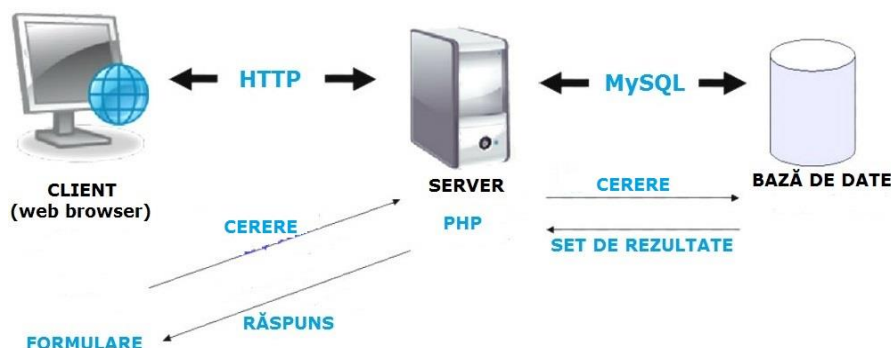 HTTP
MySQL
CLIENT
(web browser)
SERVER
BAZĂ DE DATE
CERERE
CERERE
PHP
SET DE REZULTATE
RĂSPUNS
FORMULARE